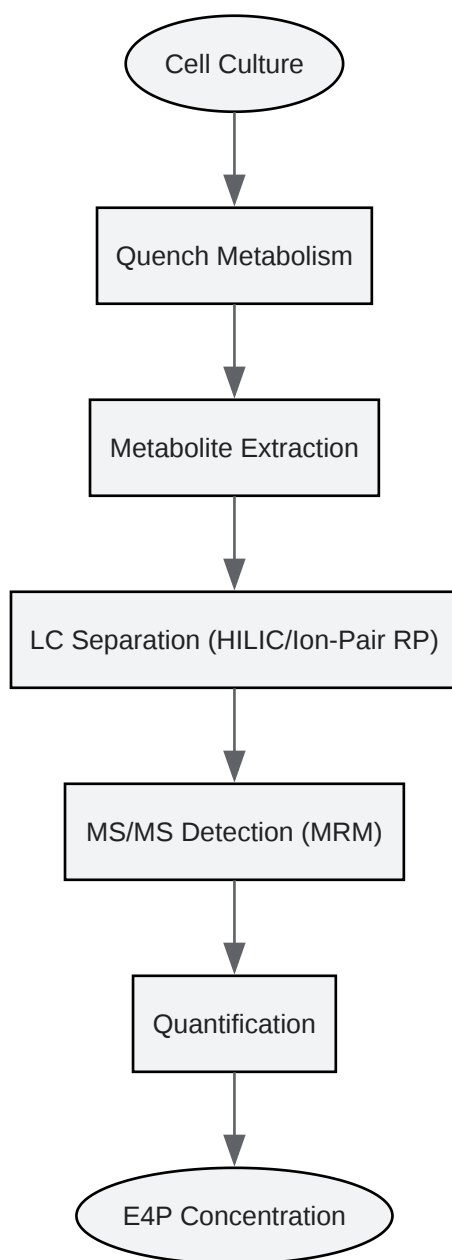 Cell Culture
Quench Metabolism
Metabolite Extraction
LC Separation (HILIC/Ion-Pair RP)
MS/MS Detection (MRM)
Quantification
E4P Concentration